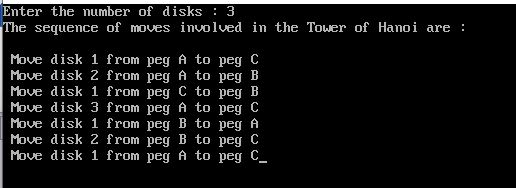 Enter the number of disks : 3
The sequence of moves involved in the Tower of Hanoi are :
Move disk 1 from peg A to peg C
Move disk 2 from peg A to peg B
Move disk 1 from peg C to peg B
Move disk 3 from peg A to peg C
Move disk 1 from peg B to peg A
Move disk 2 from peg B to peg C
Move disk 1 from peg A to peg C_